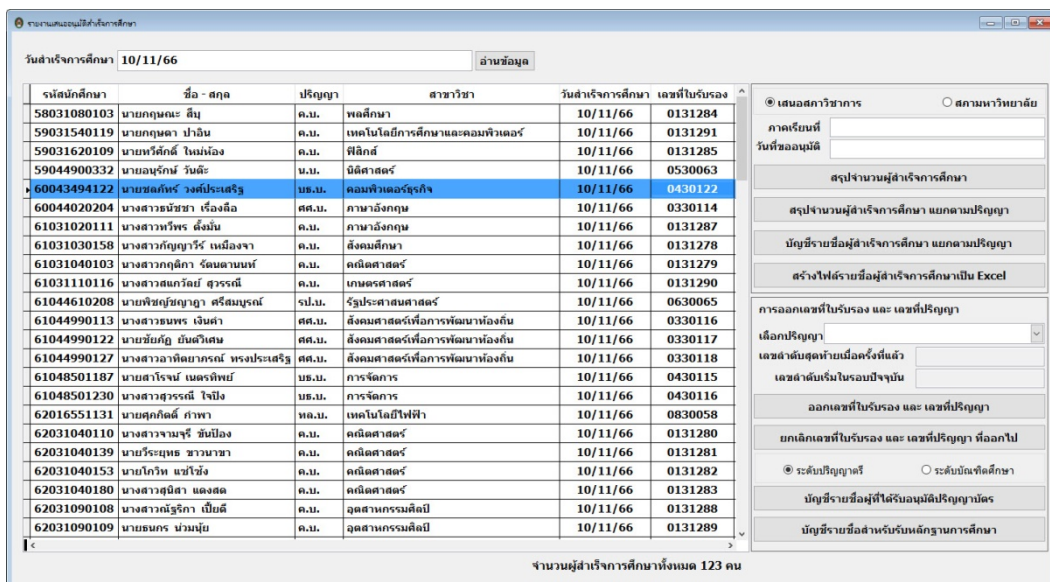 รายงานเสนออนุมัติสำเร็จการศึกษา
วันสำเร็จการศึกษา 10/11/66 อ่านข้อมูล
รหัสนักศึกษา ชื่อ - สกุล ปริญญา สาขาวิชา วันสำเร็จการศึกษา เลขที่ใบรับรอง
58031080103 นายกฤษณะ สืบ ค.บ. พลศึกษา 10/11/66 0131284
59031540119 นายกฤษดา ปาอิน ค.บ. เทคโนโลยีการศึกษาและคอมพิวเตอร์ 10/11/66 0131291
59031620109 นายทวีศักดิ์ ใหม่ห้อง ค.บ. ฟิสิกส์ 10/11/66 0131285
59044900332 นายอนุรักษ์ วันต๊ะ น.บ. นิติศาสตร์ 10/11/66 0530063
60043494122 นายชดภัทร์ วงศ์ประเสริฐ บธ.บ. คอมพิวเตอร์ธุรกิจ 10/11/66 0430122
60044020204 นางสาวธนัชชา เรื่องลือ ศศ.บ. ภาษาอังกฤษ 10/11/66 0330114
61031020111 นางสาวทวีพร ตั้งมั่น ค.บ. ภาษาอังกฤษ 10/11/66 0131287
61031030158 นางสาวกัญญาวีร์ เหมืองจา ค.บ. สังคมศึกษา 10/11/66 0131278
61031040103 นางสาวกฤติกา รัตนดานนท์ ค.บ. คณิตศาสตร์ 10/11/66 0131279
61031110116 นางสาวสแกวัลย์ สุวรรณี ค.บ. เกษตรศาสตร์ 10/11/66 0131290
61044610208 นายพิชญ์ชญาฎา ศรีสมบูรณ์ รป.บ. รัฐประศาสนศาสตร์ 10/11/66 0630065
61044990113 นางสาวธนพร เงินคำ ศศ.บ. สังคมศาสตร์เพื่อการพัฒนาท้องถิ่น 10/11/66 0330116
61044990122 นายชัยภัฏ ยันต์วิเศษ ศศ.บ. สังคมศาสตร์เพื่อการพัฒนาท้องถิ่น 10/11/66 0330117
61044990127 นางสาวอาทิตยาภรณ์ ทรงประเสริฐ ศศ.บ. สังคมศาสตร์เพื่อการพัฒนาท้องถิ่น 10/11/66 0330118
61048501187 นายสาโรจน์ เนตรทิพย์ บธ.บ. การจัดการ 10/11/66 0430115
61048501230 นางสาวสุวรรณี ใจปิง บธ.บ. การจัดการ 10/11/66 0430116
62016551131 นายศุภกิตติ์ กำพา ทล.บ. เทคโนโลยีไฟฟ้า 10/11/66 0830058
62031040110 นางสาวจามจุรี ขันป้อง ค.บ. คณิตศาสตร์ 10/11/66 0131280
62031040139 นายวีระยุทธ ชาวนาขา ค.บ. คณิตศาสตร์ 10/11/66 0131281
62031040153 นายโกวิท แซ่โซ้ง ค.บ. คณิตศาสตร์ 10/11/66 0131282
62031040180 นางสาวสุนิสา แดงสด ค.บ. คณิตศาสตร์ 10/11/66 0131283
62031090108 นางสาวณัฐริกา เปี้ยดี ค.บ. อุตสาหกรรมศิลป์ 10/11/66 0131288
62031090109 นายธนกร น่วมนุ้ย ค.บ. อุตสาหกรรมศิลป์ 10/11/66 0131289
จำนวนผู้สำเร็จการศึกษาทั้งหมด 123 คน
เสนอสภาวิชาการ สภามหาวิทยาลัย
ภาคเรียนที่
วันที่ขออนุมัติ
สรุปจำนวนผู้สำเร็จการศึกษา
สรุปจำนวนผู้สำเร็จการศึกษา แยกตามปริญญา
บัญชีรายชื่อผู้สำเร็จการศึกษา แยกตามปริญญา
สร้างไฟล์รายชื่อผู้สำเร็จการศึกษาเป็น Excel
การออกเลขที่ใบรับรอง และ เลขที่ปริญญา
เลือกปริญญา
เลขลำดับสุดท้ายเมื่อครั้งที่แล้ว
เลขลำดับเริ่มในรอบปัจจุบัน
ออกเลขที่ใบรับรอง และ เลขที่ปริญญา
ยกเลิกเลขที่ใบรับรอง และ เลขที่ปริญญา ที่ออกไป
ระดับปริญญาตรี ระดับบัณฑิตศึกษา
บัญชีรายชื่อผู้ที่ได้รับอนุมัติปริญญาบัตร
บัญชีรายชื่อสำหรับรับหลักฐานการศึกษา